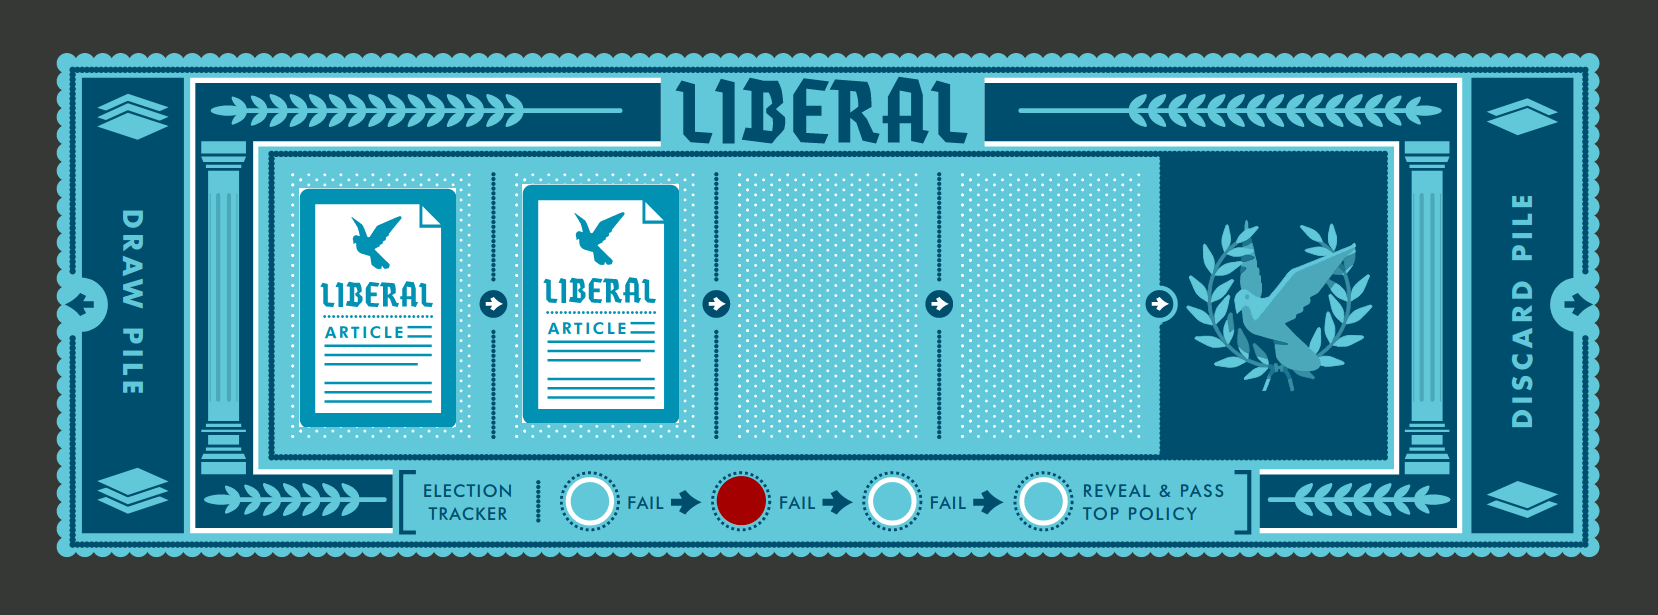 LIBERAL
DRAW PILE
LIBERAL
ARTICLE
LIBERAL
ARTICLE
DISCARD PILE
ELECTION
TRACKER
FAIL
FAIL
FAIL
REVEAL & PASS
TOP POLICY